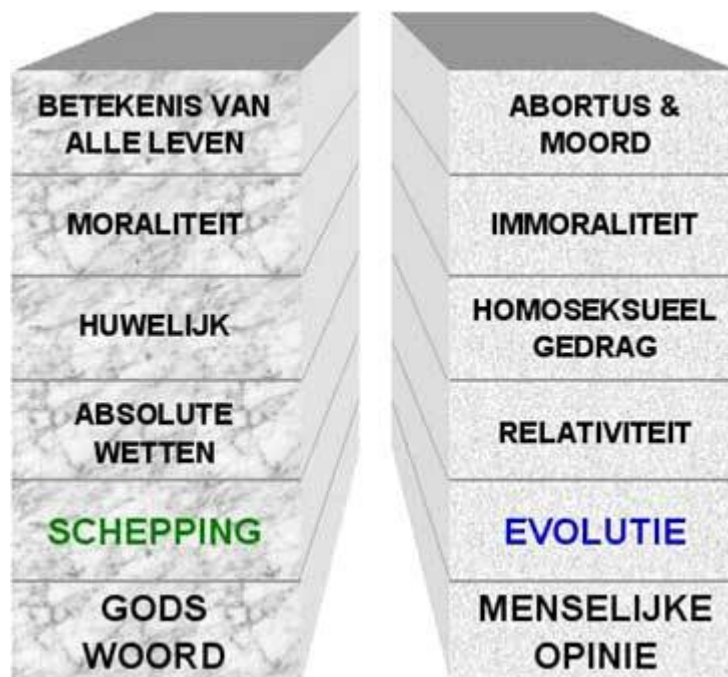 BETEKENIS VAN
ALLE LEVEN
MORALITEIT
HUWELIJK
ABSOLUTE
WETTEN
SCHEPPING
GODS
WOORD
ABORTUS &
MOORD
IMMORALITEIT
HOMOSEKSUEEL
GEDRAG
RELATIVITEIT
EVOLUTIE
MENSELIJKE
OPINIE